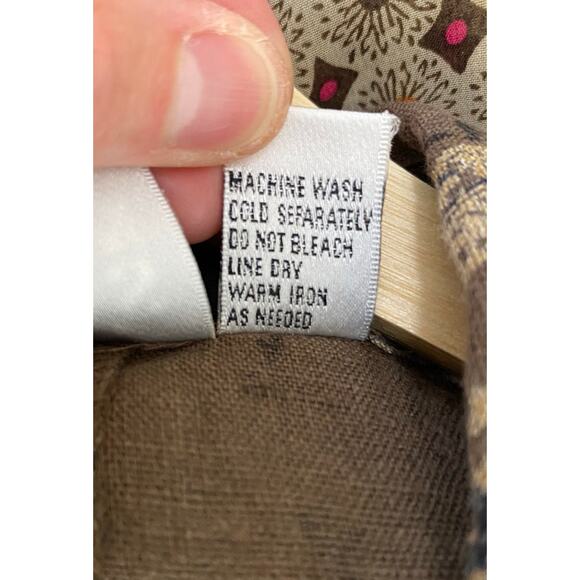 MACHINE WASH
COLD SEPARATELY
DO NOT BLEACH
LINE DRY
WARM IRON
AS NEEDED